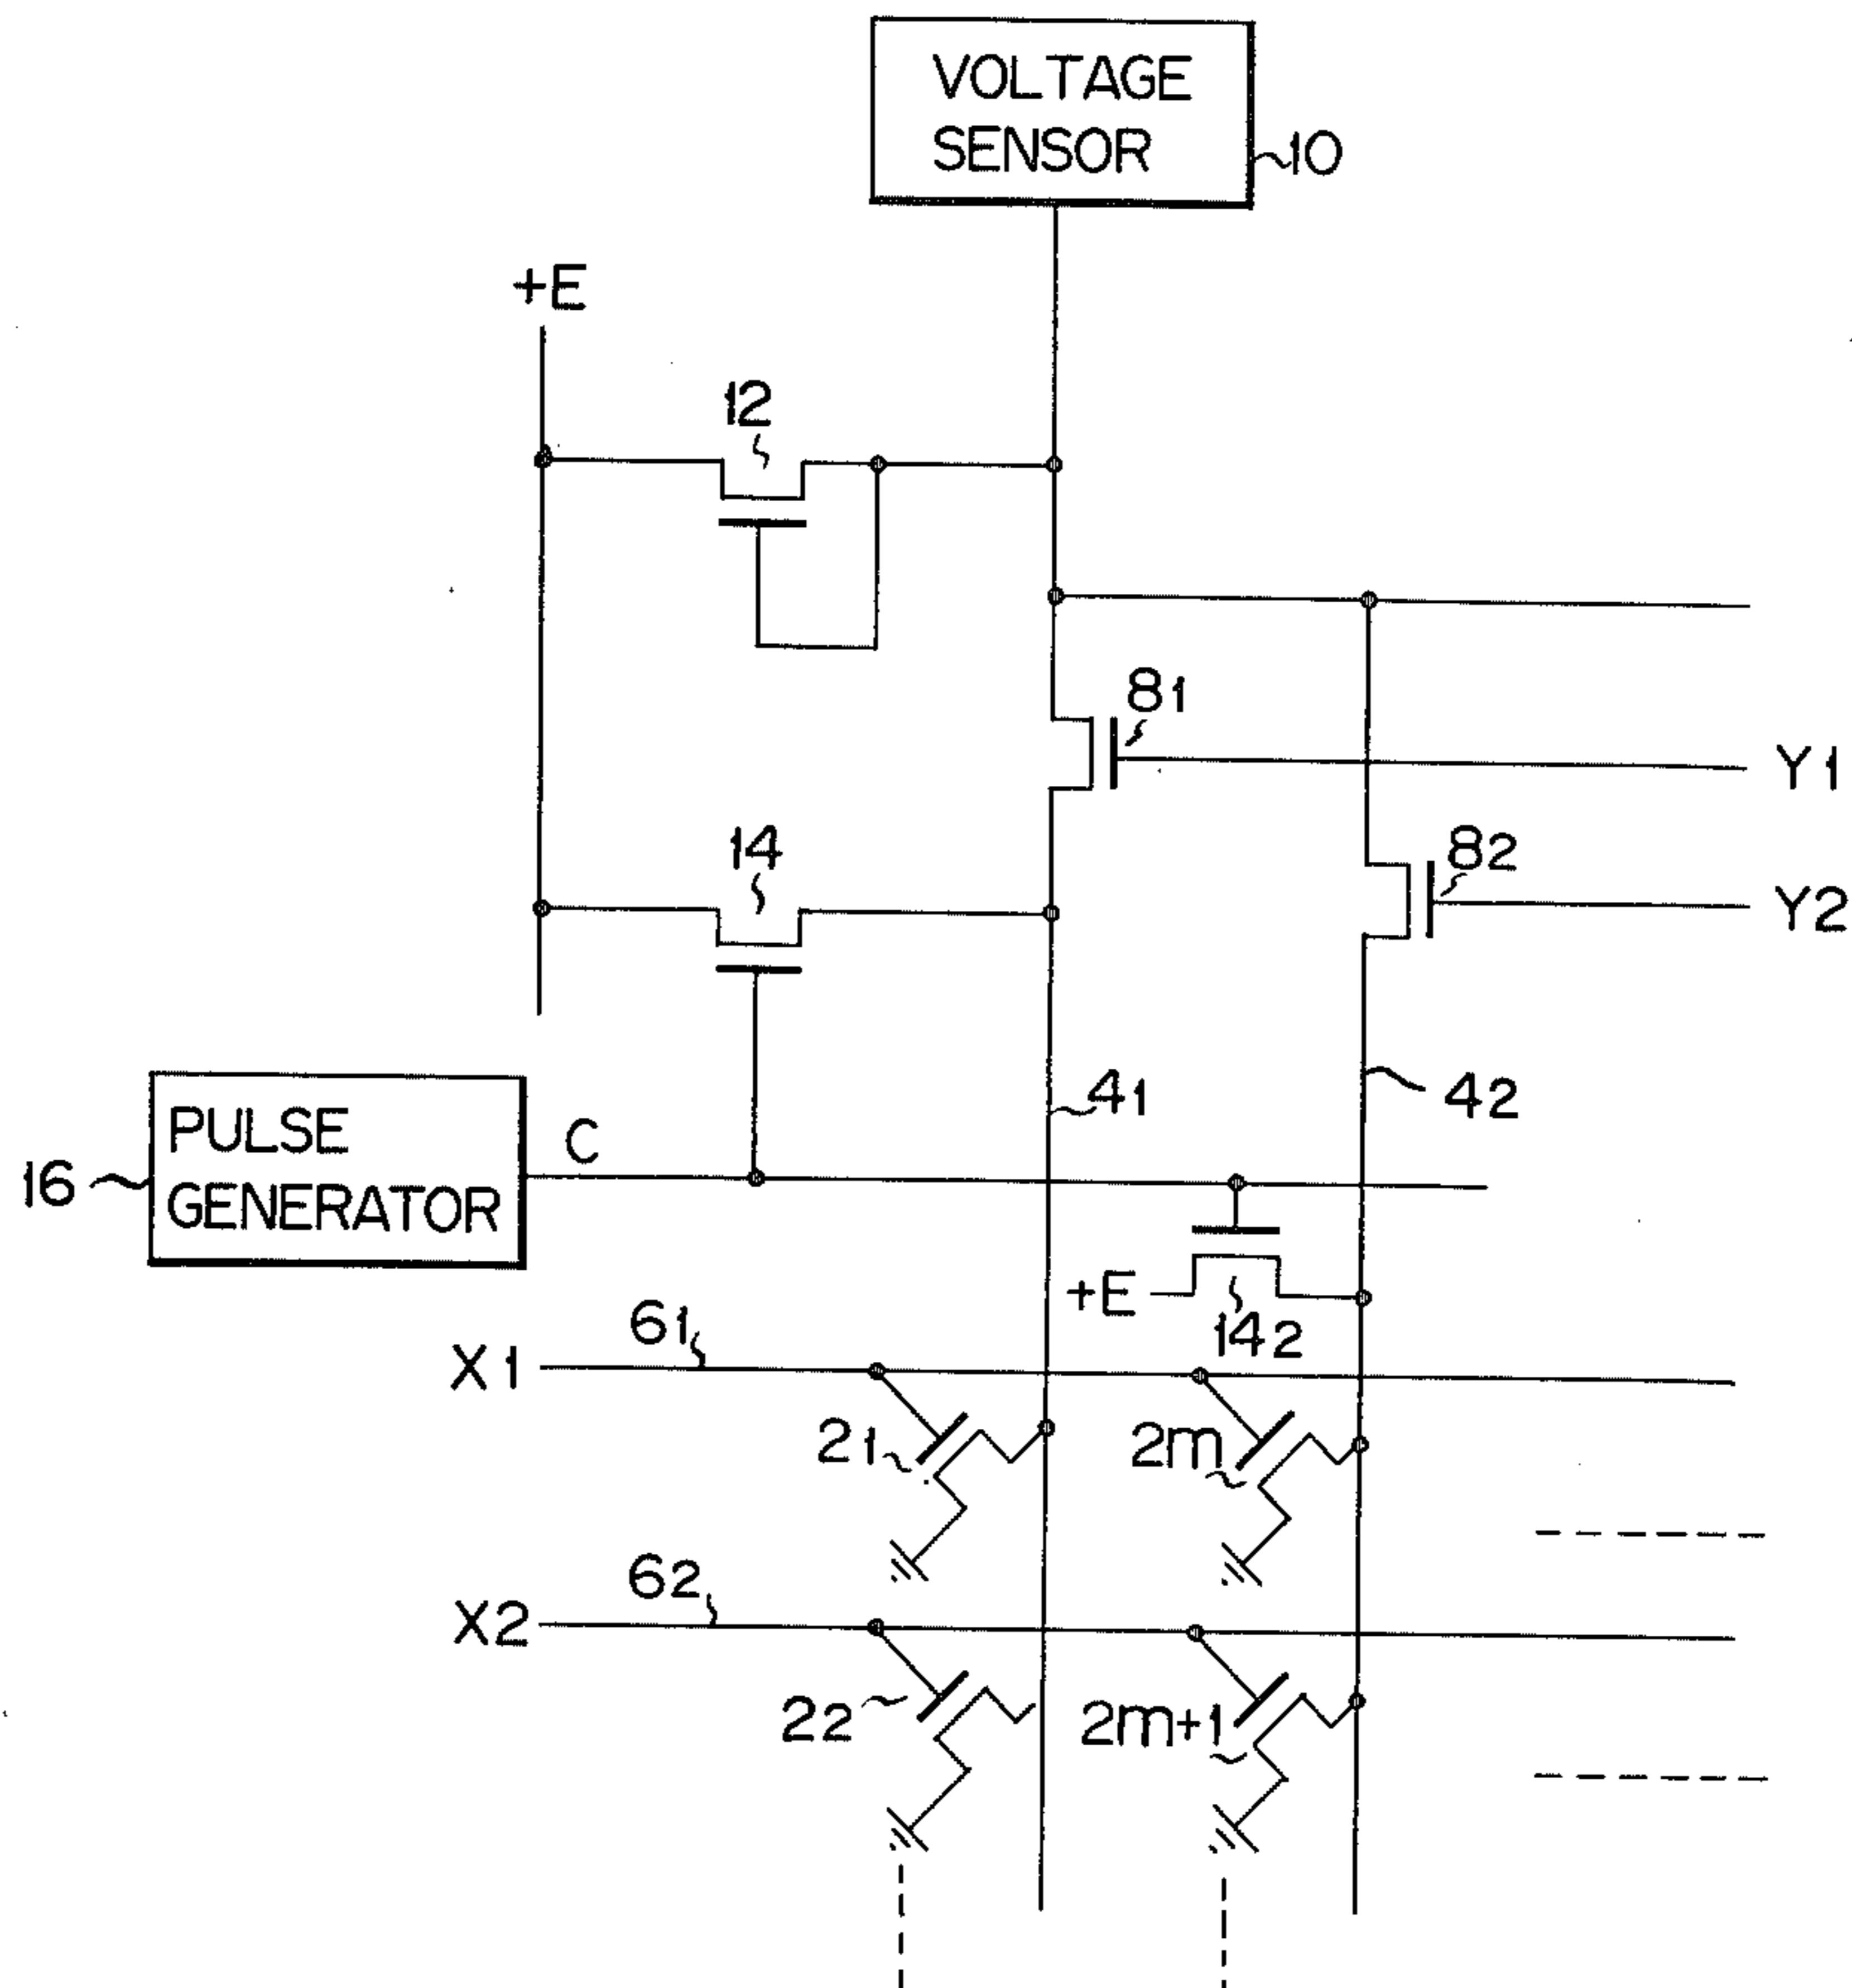 VOLTAGE
SENSOR
10
+E
12
81
Y1
14
82
Y2
41
42
PULSE
GENERATOR
16
C
+E
142
61
X1
21
2m
62
X2
22
2m+1